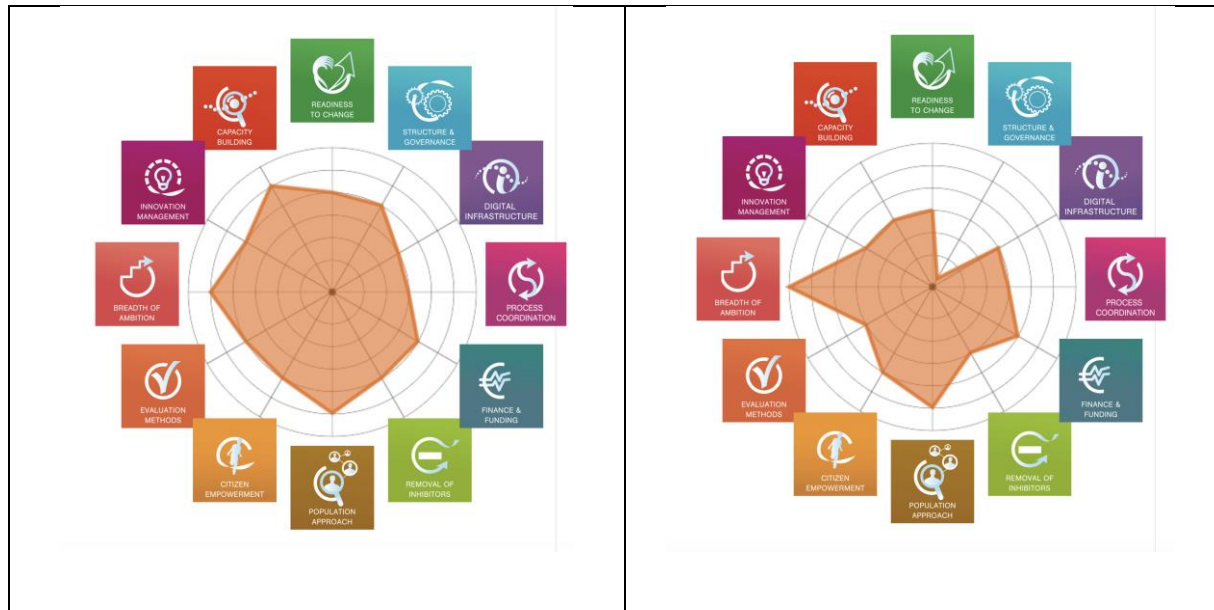 READINESS
TO CHANGE
STRUCTURE &
GOVERNANCE
DIGITAL
INFRASTRUCTURE
PROCESS
COORDINATION
FINANCE &
FUNDING
REMOVAL OF
INHIBITORS
POPULATION
APPROACH
CITIZEN
EMPOWERMENT
EVALUATION
METHODS
BREADTH OF
AMBITION
INNOVATION
MANAGEMENT
CAPACITY
BUILDING
READINESS
TO CHANGE
STRUCTURE &
GOVERNANCE
DIGITAL
INFRASTRUCTURE
PROCESS
COORDINATION
FINANCE &
FUNDING
REMOVAL OF
INHIBITORS
POPULATION
APPROACH
CITIZEN
EMPOWERMENT
EVALUATION
METHODS
BREADTH OF
AMBITION
INNOVATION
MANAGEMENT
CAPACITY
BUILDING